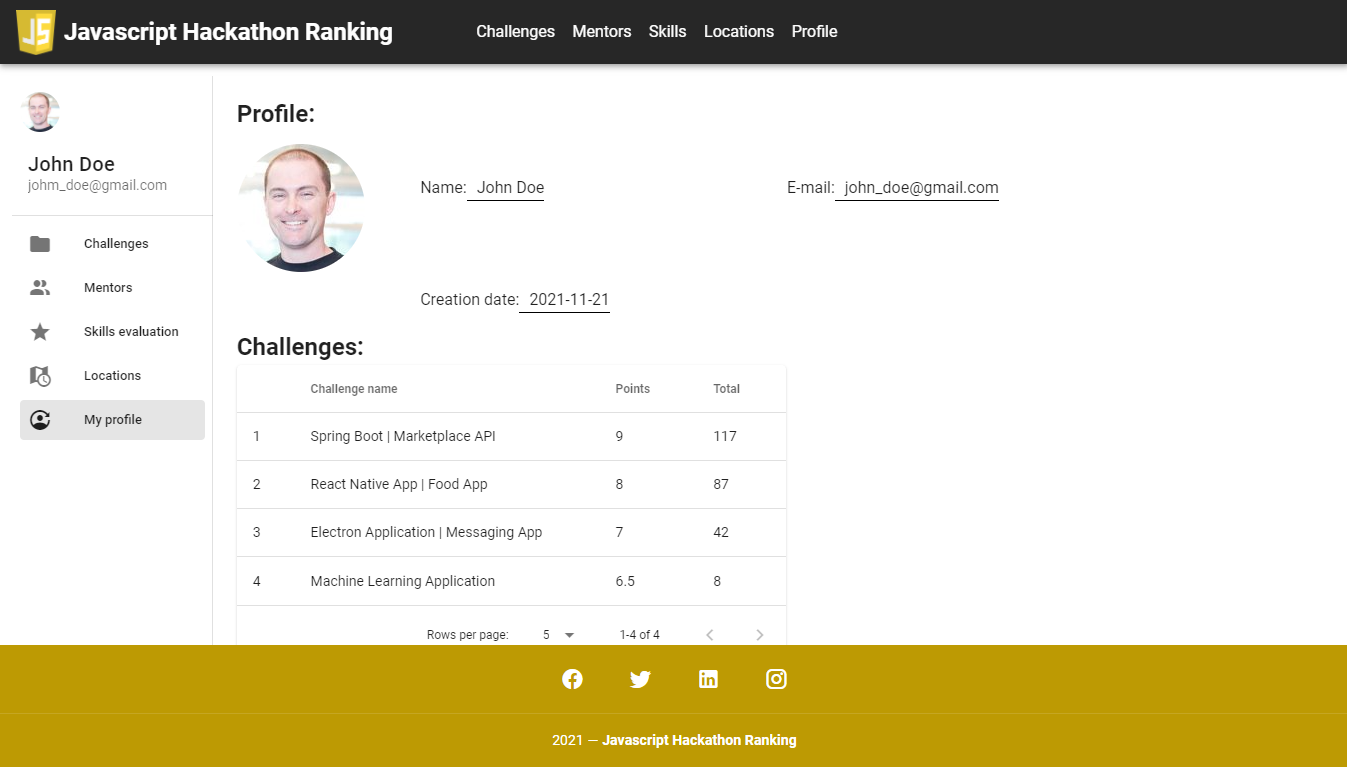 JS Javascript Hackathon Ranking Challenges Mentors Skills Locations Profile
John Doe
johm_doe@gmail.com
Challenges
Mentors
Skills evaluation
Locations
My profile
Profile:
Name: John Doe E-mail: john_doe@gmail.com
Creation date: 2021-11-21
Challenges:
Challenge name Points Total
1 Spring Boot | Marketplace API 9 117
2 React Native App | Food App 8 87
3 Electron Application | Messaging App 7 42
4 Machine Learning Application 6.5 8
Rows per page: 5 1-4 of 4
2021 — Javascript Hackathon Ranking